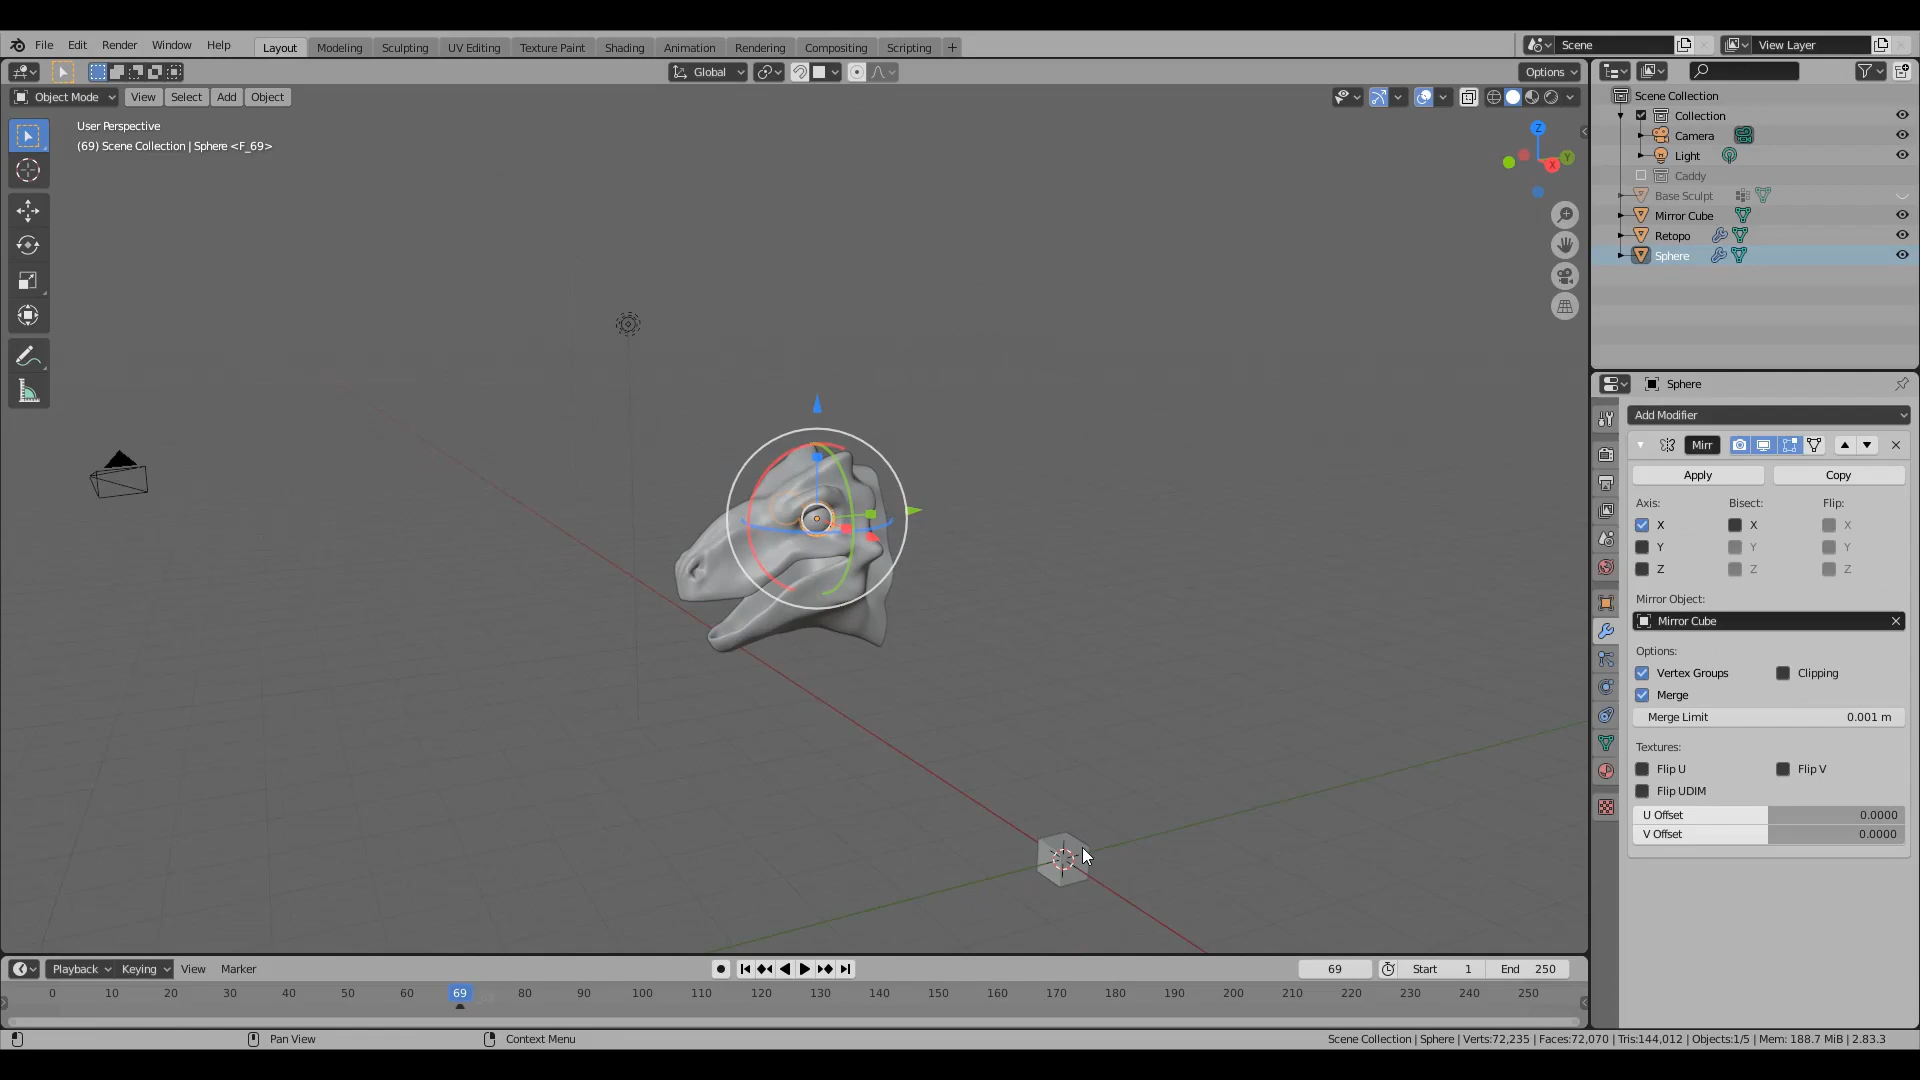 File Edit Render Window Help Layout Modeling Sculpting UV Editing Texture Paint Shading Animation Rendering Compositing Scripting + Scene View Layer
Global Options
Object Mode View Select Add Object
User Perspective
(69) Scene Collection | Sphere <F_69>
Z
Y
X
Scene Collection
Collection
Camera
Light
Caddy
Base Sculpt
Mirror Cube
Retopo
Sphere
Sphere
Add Modifier
Mirr
Apply Copy
Axis: Bisect: Flip:
X X X
Y Y Y
Z Z Z
Mirror Object:
Mirror Cube
Options:
Vertex Groups Clipping
Merge
Merge Limit 0.001 m
Textures:
Flip U Flip V
Flip UDIM
U Offset 0.0000
V Offset 0.0000
Playback Keying View Marker 69 Start 1 End 250
0 10 20 30 40 50 60 69 80 90 100 110 120 130 140 150 160 170 180 190 200 210 220 230 240 250
Pan View Context Menu Scene Collection | Sphere | Verts:72,235 | Faces:72,070 | Tris:144,012 | Objects:1/5 | Mem: 188.7 MiB | 2.83.3